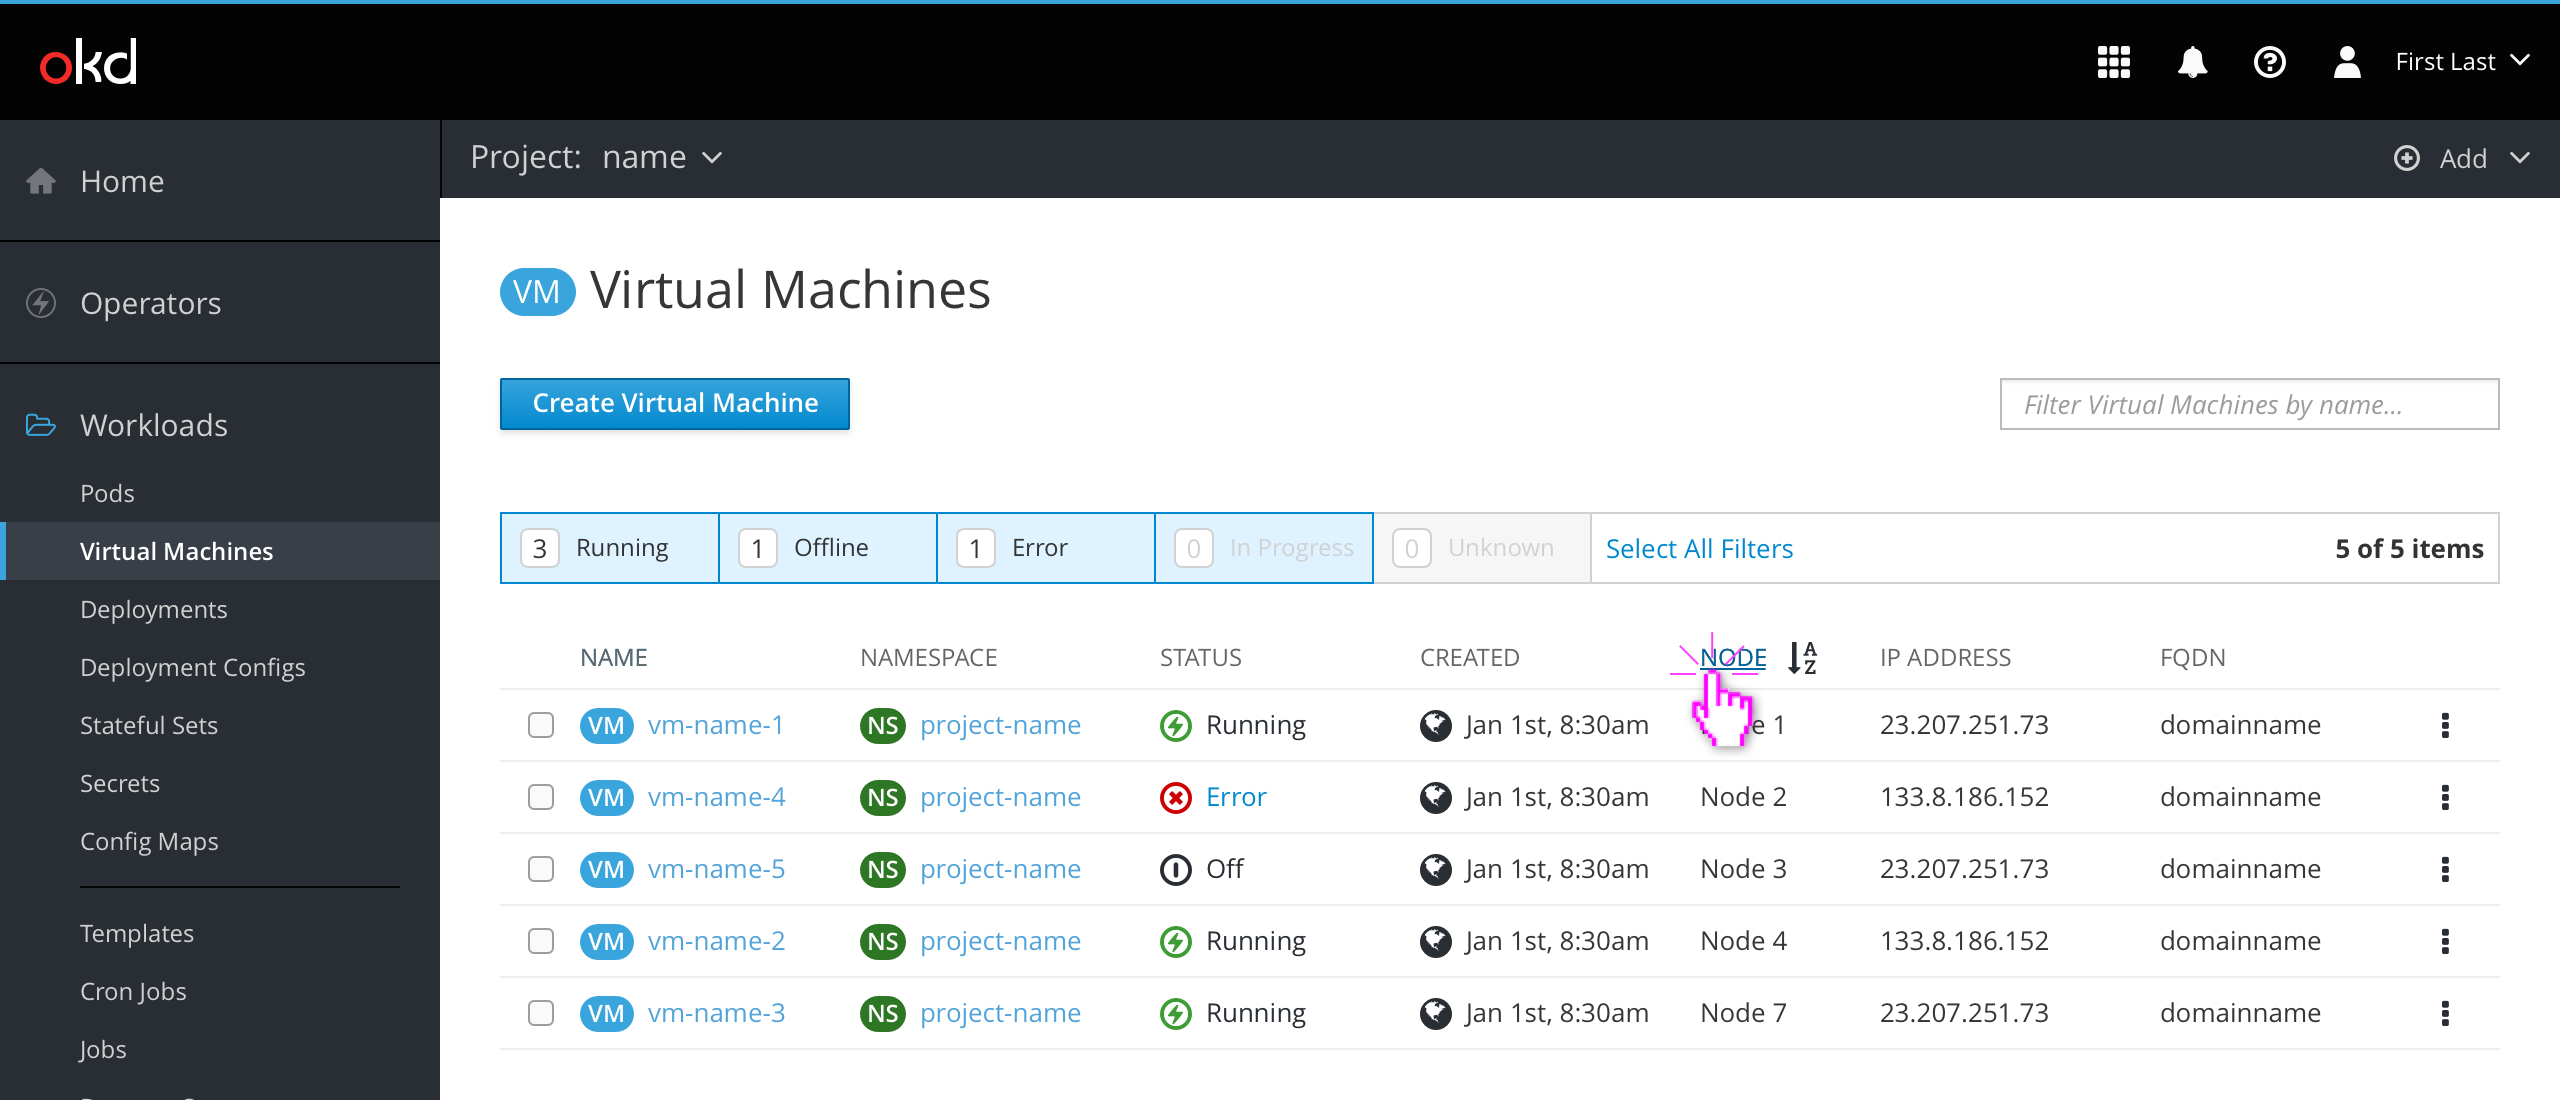 okd
First Last
Project: name
Add
Home
Operators
Workloads
Pods
Virtual Machines
Deployments
Deployment Configs
Stateful Sets
Secrets
Config Maps
Templates
Cron Jobs
Jobs
VM Virtual Machines
Create Virtual Machine
Filter Virtual Machines by name...
3 Running 1 Offline 1 Error 0 In Progress 0 Unknown Select All Filters 5 of 5 items
NAME NAMESPACE STATUS CREATED NODE A Z IP ADDRESS FQDN
VM vm-name-1 NS project-name Running Jan 1st, 8:30am 1 23.207.251.73 domainname
VM vm-name-4 NS project-name Error Jan 1st, 8:30am Node 2 133.8.186.152 domainname
VM vm-name-5 NS project-name Off Jan 1st, 8:30am Node 3 23.207.251.73 domainname
VM vm-name-2 NS project-name Running Jan 1st, 8:30am Node 4 133.8.186.152 domainname
VM vm-name-3 NS project-name Running Jan 1st, 8:30am Node 7 23.207.251.73 domainname